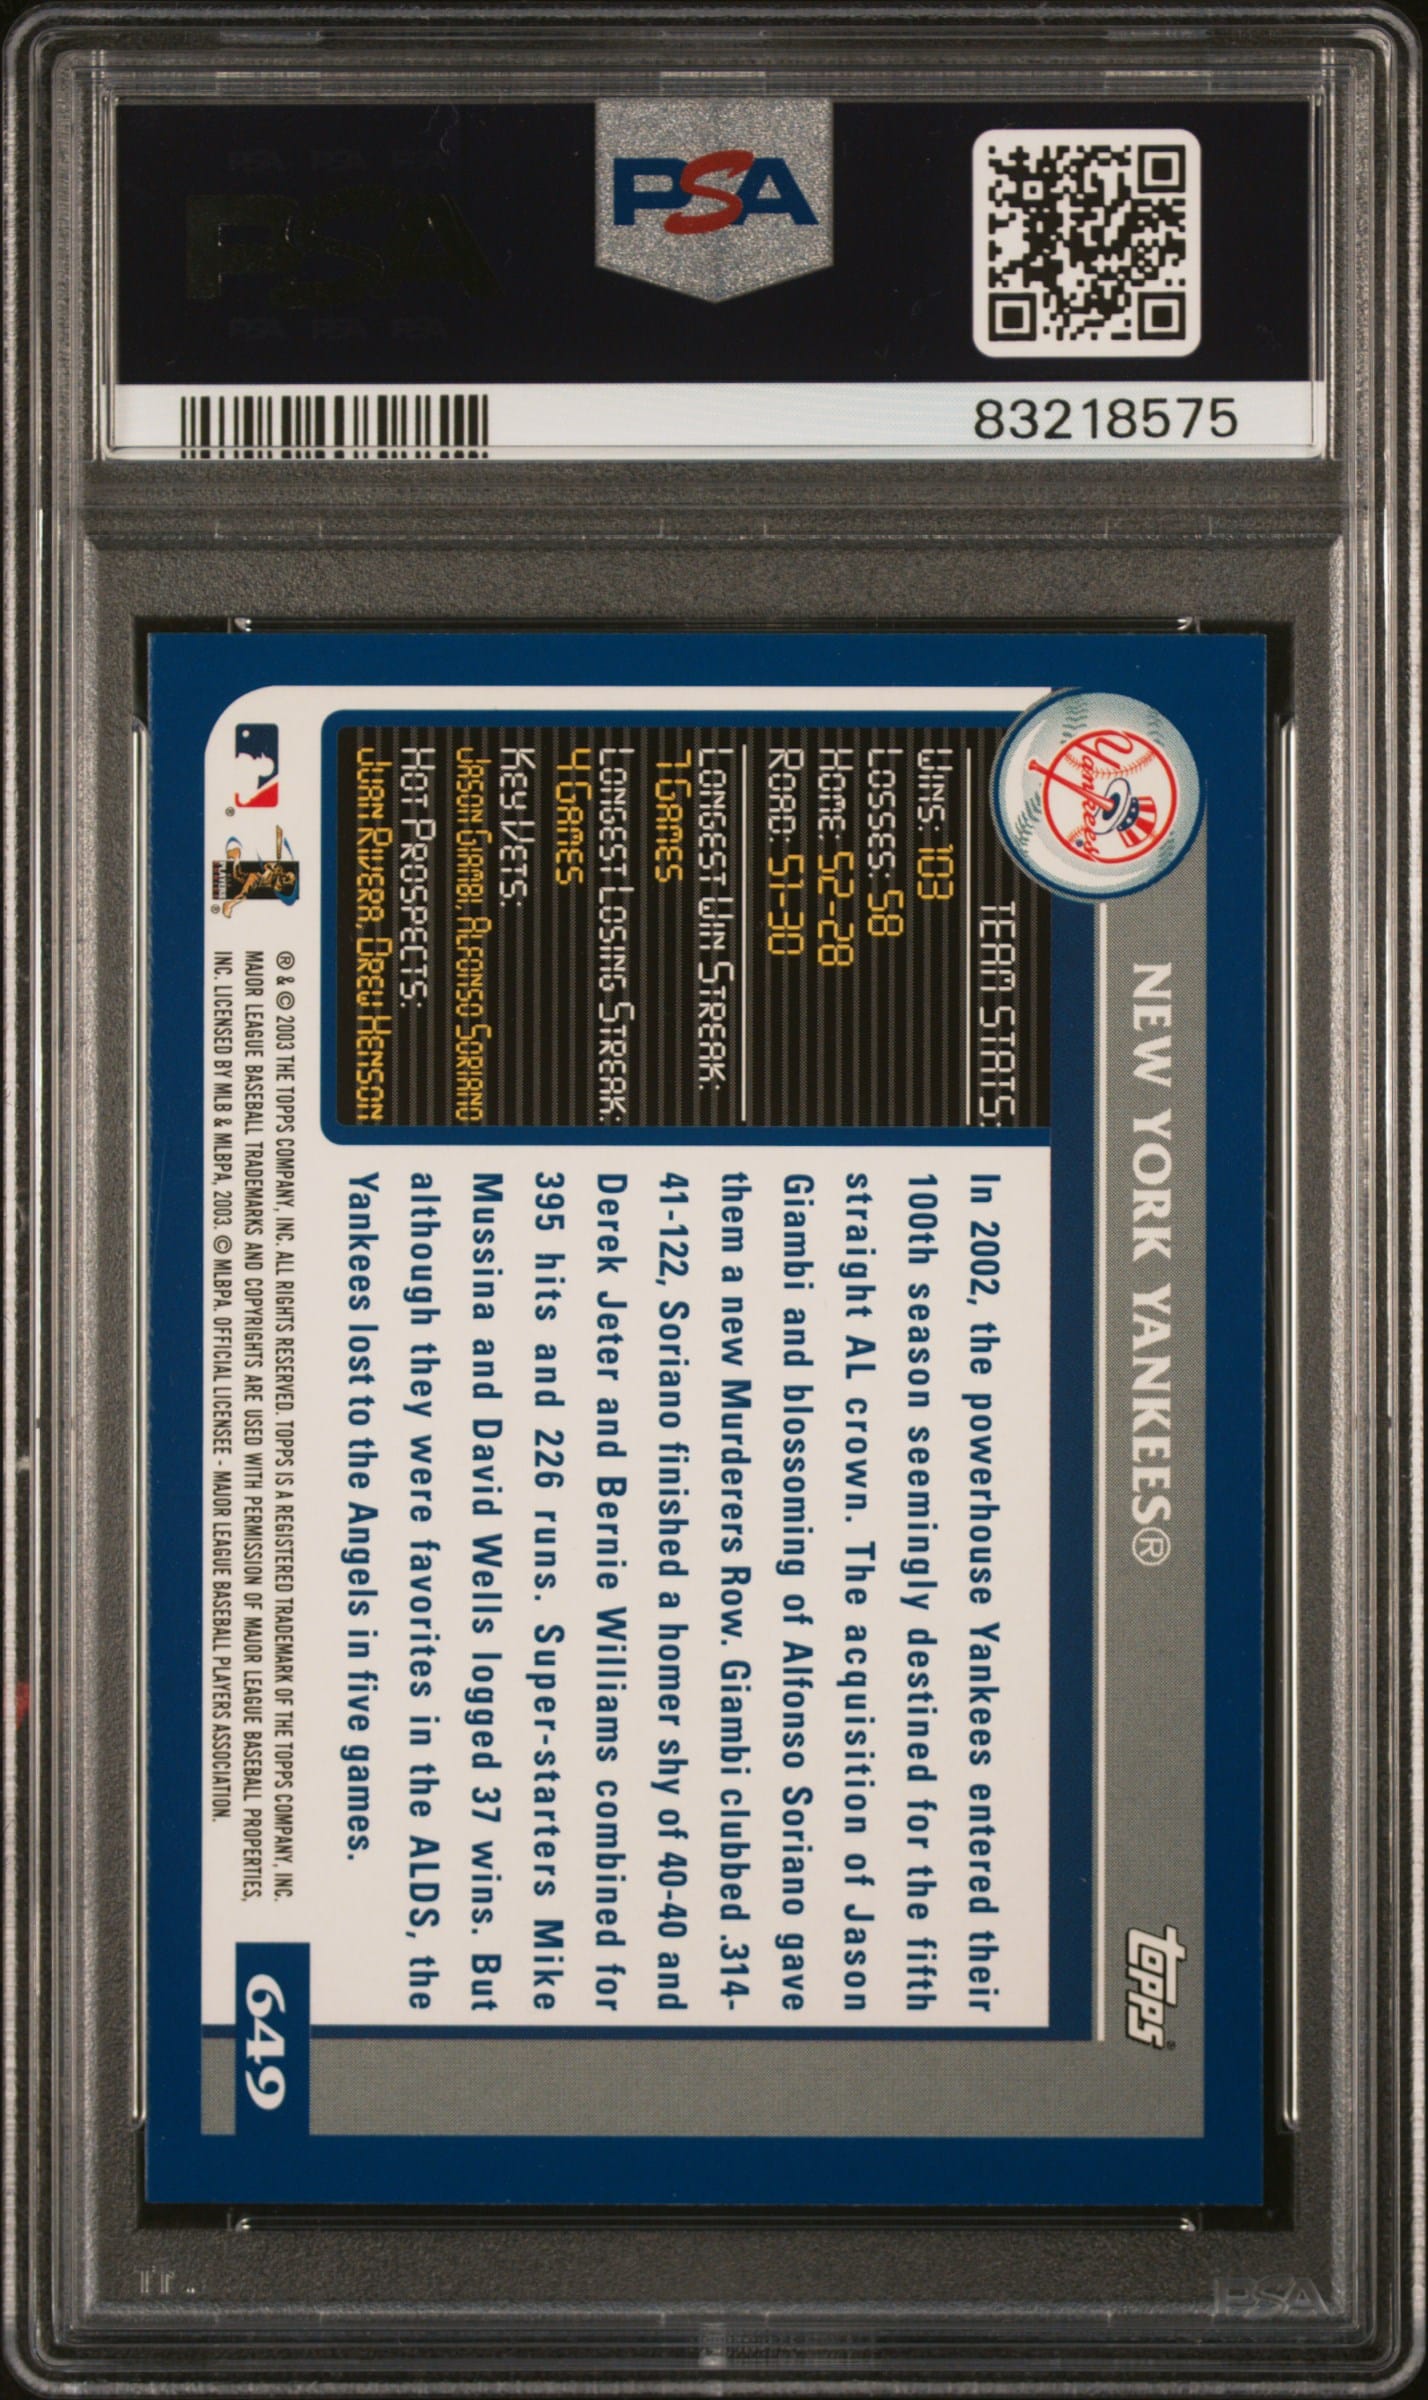 PSA
83218575
NEW YORK YANKEES®
topps®
Yankees
TEAM STATS:
WINS: 103
LOSSES: 58
HOME: 52-28
ROAD: 51-30
LONGEST WIN STREAK:
7 GAMES
LONGEST LOSING STREAK:
4 GAMES
KEY VETS:
JASON GIAMBI, ALFONSO SORIANO
HOT PROSPECTS:
JUAN RIVERA, DREW HENSON
In 2002, the powerhouse Yankees entered their
100th season seemingly destined for the fifth
straight AL crown. The acquisition of Jason
Giambi and blossoming of Alfonso Soriano gave
them a new Murderers Row. Giambi clubbed .314-
41-122, Soriano finished a homer shy of 40-40 and
Derek Jeter and Bernie Williams combined for
395 hits and 226 runs. Super-starters Mike
Mussina and David Wells logged 37 wins. But
although they were favorites in the ALDS, the
Yankees lost to the Angels in five games.
® & © 2003 THE TOPPS COMPANY, INC. ALL RIGHTS RESERVED. TOPPS IS A REGISTERED TRADEMARK OF THE TOPPS COMPANY, INC.
MAJOR LEAGUE BASEBALL TRADEMARKS AND COPYRIGHTS ARE USED WITH PERMISSION OF MAJOR LEAGUE BASEBALL PROPERTIES,
INC. LICENSED BY MLB & MLBPA, 2003. © MLBPA. OFFICIAL LICENSEE - MAJOR LEAGUE BASEBALL PLAYERS ASSOCIATION.
649
PSA